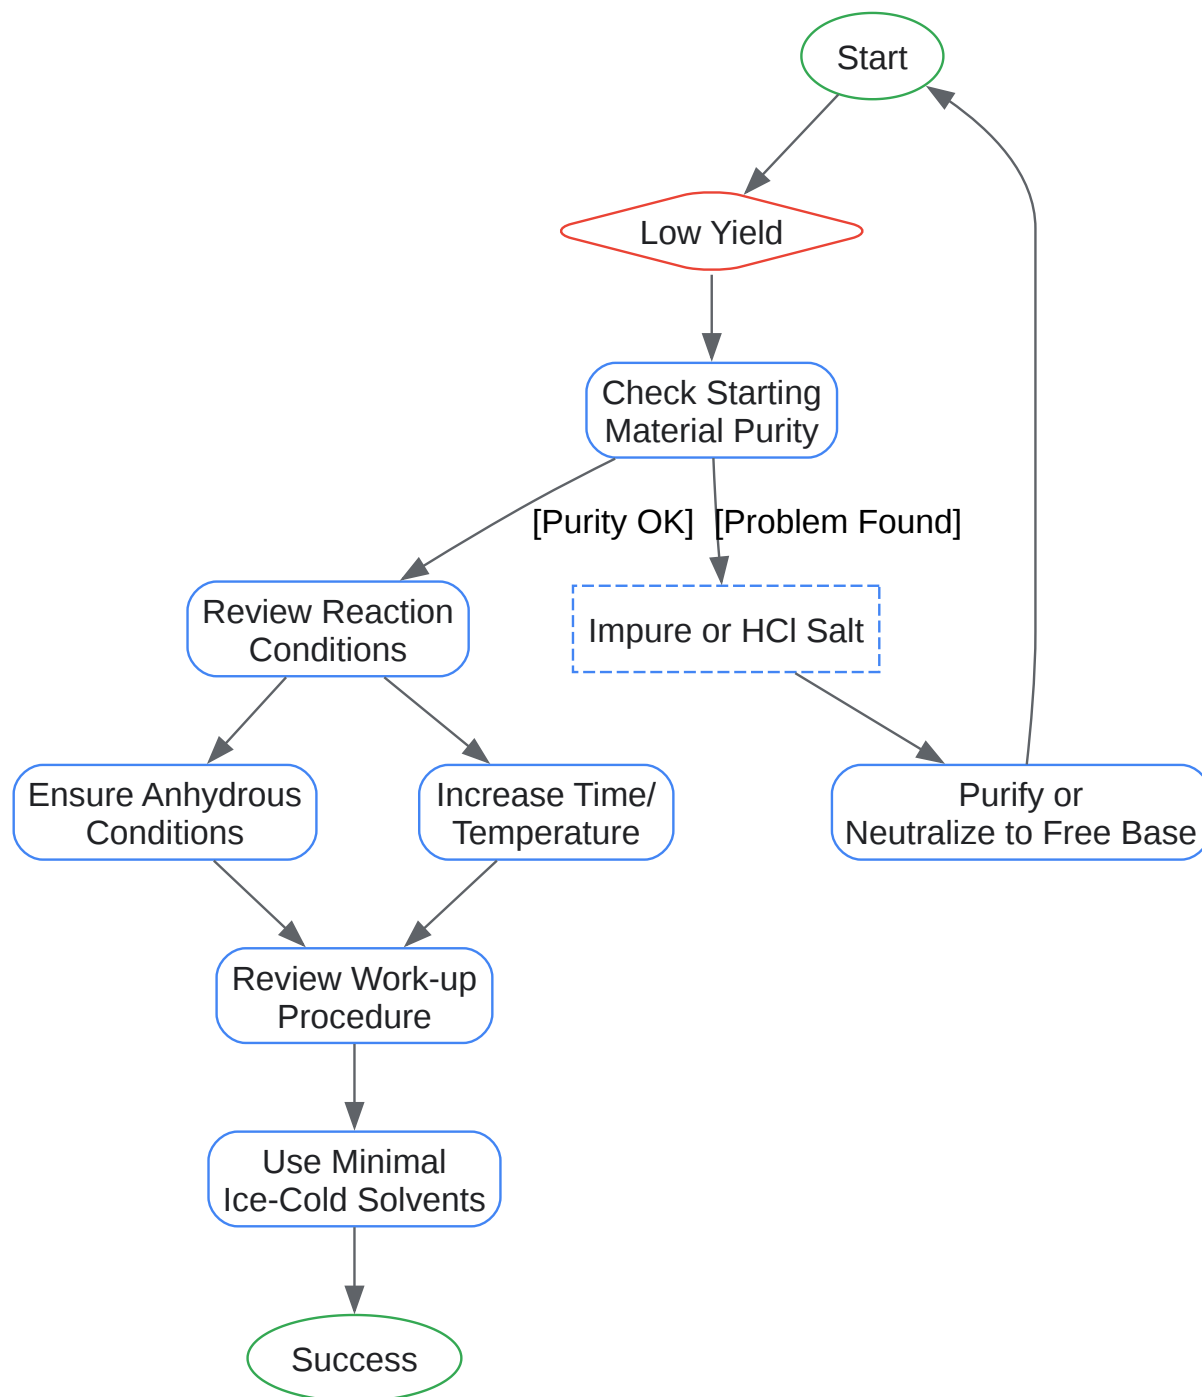 Start
Low Yield
Check Starting
Material Purity
[Purity OK]
[Problem Found]
Review Reaction
Conditions
Impure or HCl Salt
Ensure Anhydrous
Conditions
Increase Time/
Temperature
Purify or
Neutralize to Free Base
Review Work-up
Procedure
Use Minimal
Ice-Cold Solvents
Success